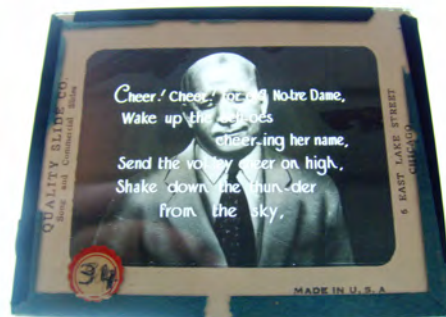 Cheer! Cheer! for Old Notre Dame,
Wake up the echoes
cheer-ing her name,
Send the volley cheer on high,
Shake down the thun-der
from the sky,
QUALITY SLIDE CO.
Song and Commercial Slides
6 EAST LAKE STREET
CHICAGO
34
MADE IN U.S.A